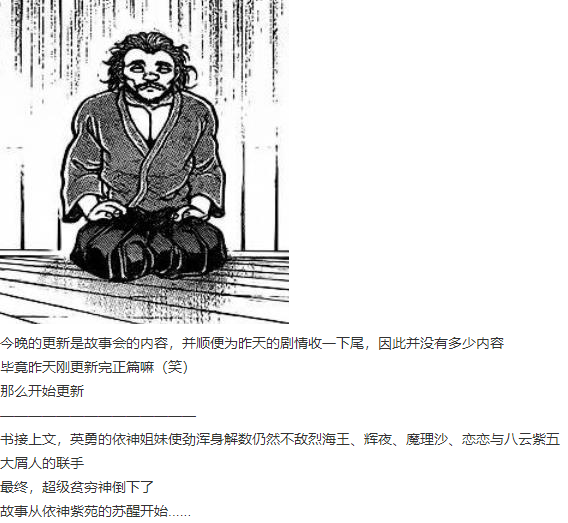 今晚的更新是故事会的内容，并顺便为昨天的剧情收一下尾，因此并没有多少内容
毕竟昨天刚更新完正篇嘛（笑）
那么开始更新
————————————————
书接上文，英勇的依神姐妹使劲浑身解数仍然不敌烈海王、辉夜、魔理沙、恋恋与八云紫五
大屑人的联手
最终，超级贫穷神倒下了
故事从依神紫苑的苏醒开始……